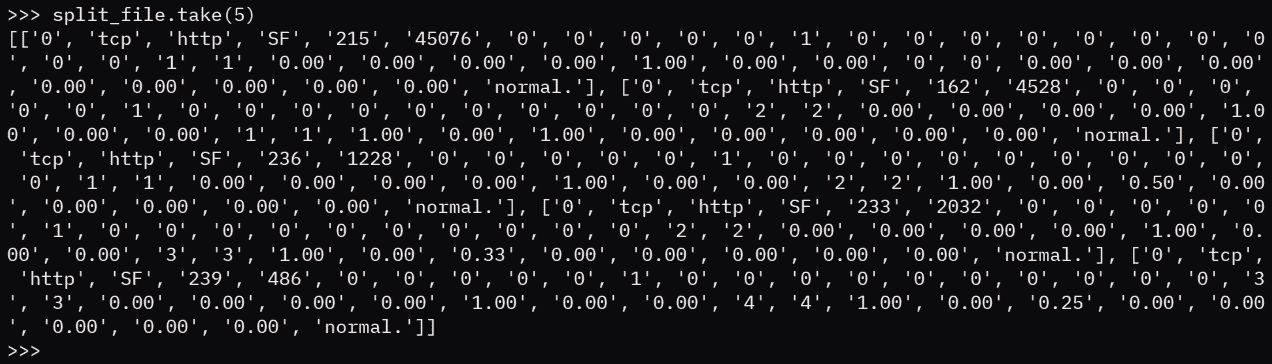 >>> split_file.take(5)
[['0', 'tcp', 'http', 'SF', '215', '45076', '0', '0', '0', '0', '0', '1', '0', '0', '0', '0', '0', '0', '0', '0
', '0', '0', '1', '1', '0.00', '0.00', '0.00', '0.00', '1.00', '0.00', '0.00', '0', '0', '0.00', '0.00', '0.00'
, '0.00', '0.00', '0.00', '0.00', '0.00', 'normal.'], ['0', 'tcp', 'http', 'SF', '162', '4528', '0', '0', '0',
'0', '0', '1', '0', '0', '0', '0', '0', '0', '0', '0', '0', '0', '2', '2', '0.00', '0.00', '0.00', '0.00', '1.0
0', '0.00', '0.00', '1', '1', '1.00', '0.00', '1.00', '0.00', '0.00', '0.00', '0.00', '0.00', 'normal.'], ['0',
 'tcp', 'http', 'SF', '236', '1228', '0', '0', '0', '0', '0', '1', '0', '0', '0', '0', '0', '0', '0', '0', '0',
 '0', '1', '1', '0.00', '0.00', '0.00', '0.00', '1.00', '0.00', '0.00', '2', '2', '1.00', '0.00', '0.50', '0.00
', '0.00', '0.00', '0.00', '0.00', 'normal.'], ['0', 'tcp', 'http', 'SF', '233', '2032', '0', '0', '0', '0', '0
', '1', '0', '0', '0', '0', '0', '0', '0', '0', '0', '0', '2', '2', '0.00', '0.00', '0.00', '0.00', '1.00', '0.
00', '0.00', '3', '3', '1.00', '0.00', '0.33', '0.00', '0.00', '0.00', '0.00', '0.00', 'normal.'], ['0', 'tcp',
 'http', 'SF', '239', '486', '0', '0', '0', '0', '0', '1', '0', '0', '0', '0', '0', '0', '0', '0', '0', '0', '3
', '3', '0.00', '0.00', '0.00', '0.00', '1.00', '0.00', '0.00', '4', '4', '1.00', '0.00', '0.25', '0.00', '0.00
', '0.00', '0.00', '0.00', 'normal.']]
>>>